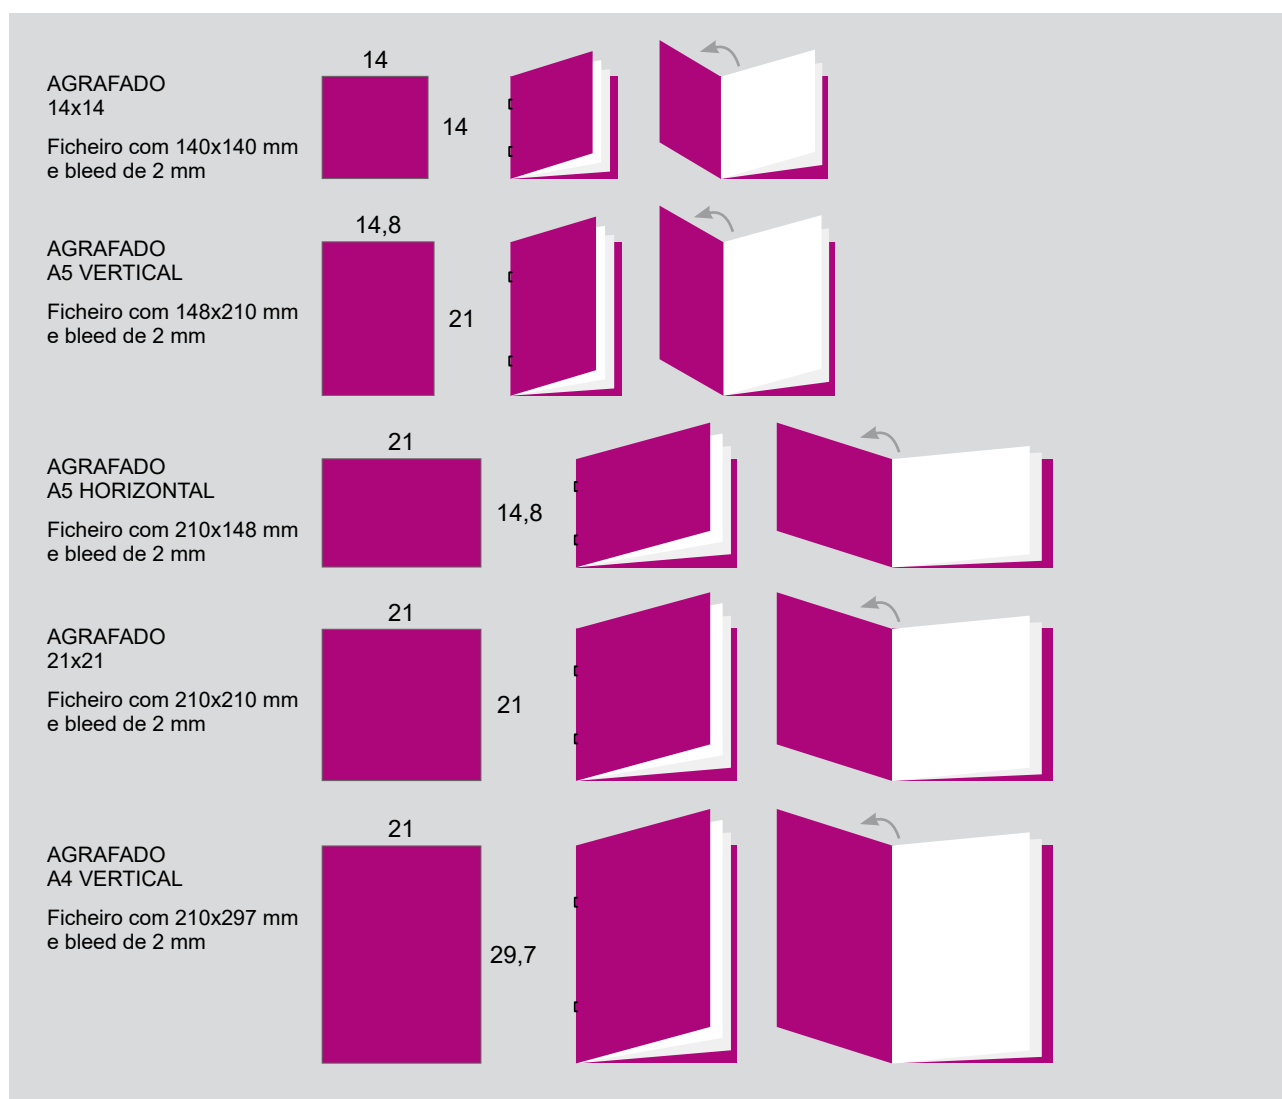 AGRAFADO
14x14
Ficheiro com 140x140 mm
e bleed de 2 mm
14
14
AGRAFADO
A5 VERTICAL
Ficheiro com 148x210 mm
e bleed de 2 mm
14,8
21
AGRAFADO
A5 HORIZONTAL
Ficheiro com 210x148 mm
e bleed de 2 mm
21
14,8
AGRAFADO
21x21
Ficheiro com 210x210 mm
e bleed de 2 mm
21
21
AGRAFADO
A4 VERTICAL
Ficheiro com 210x297 mm
e bleed de 2 mm
21
29,7